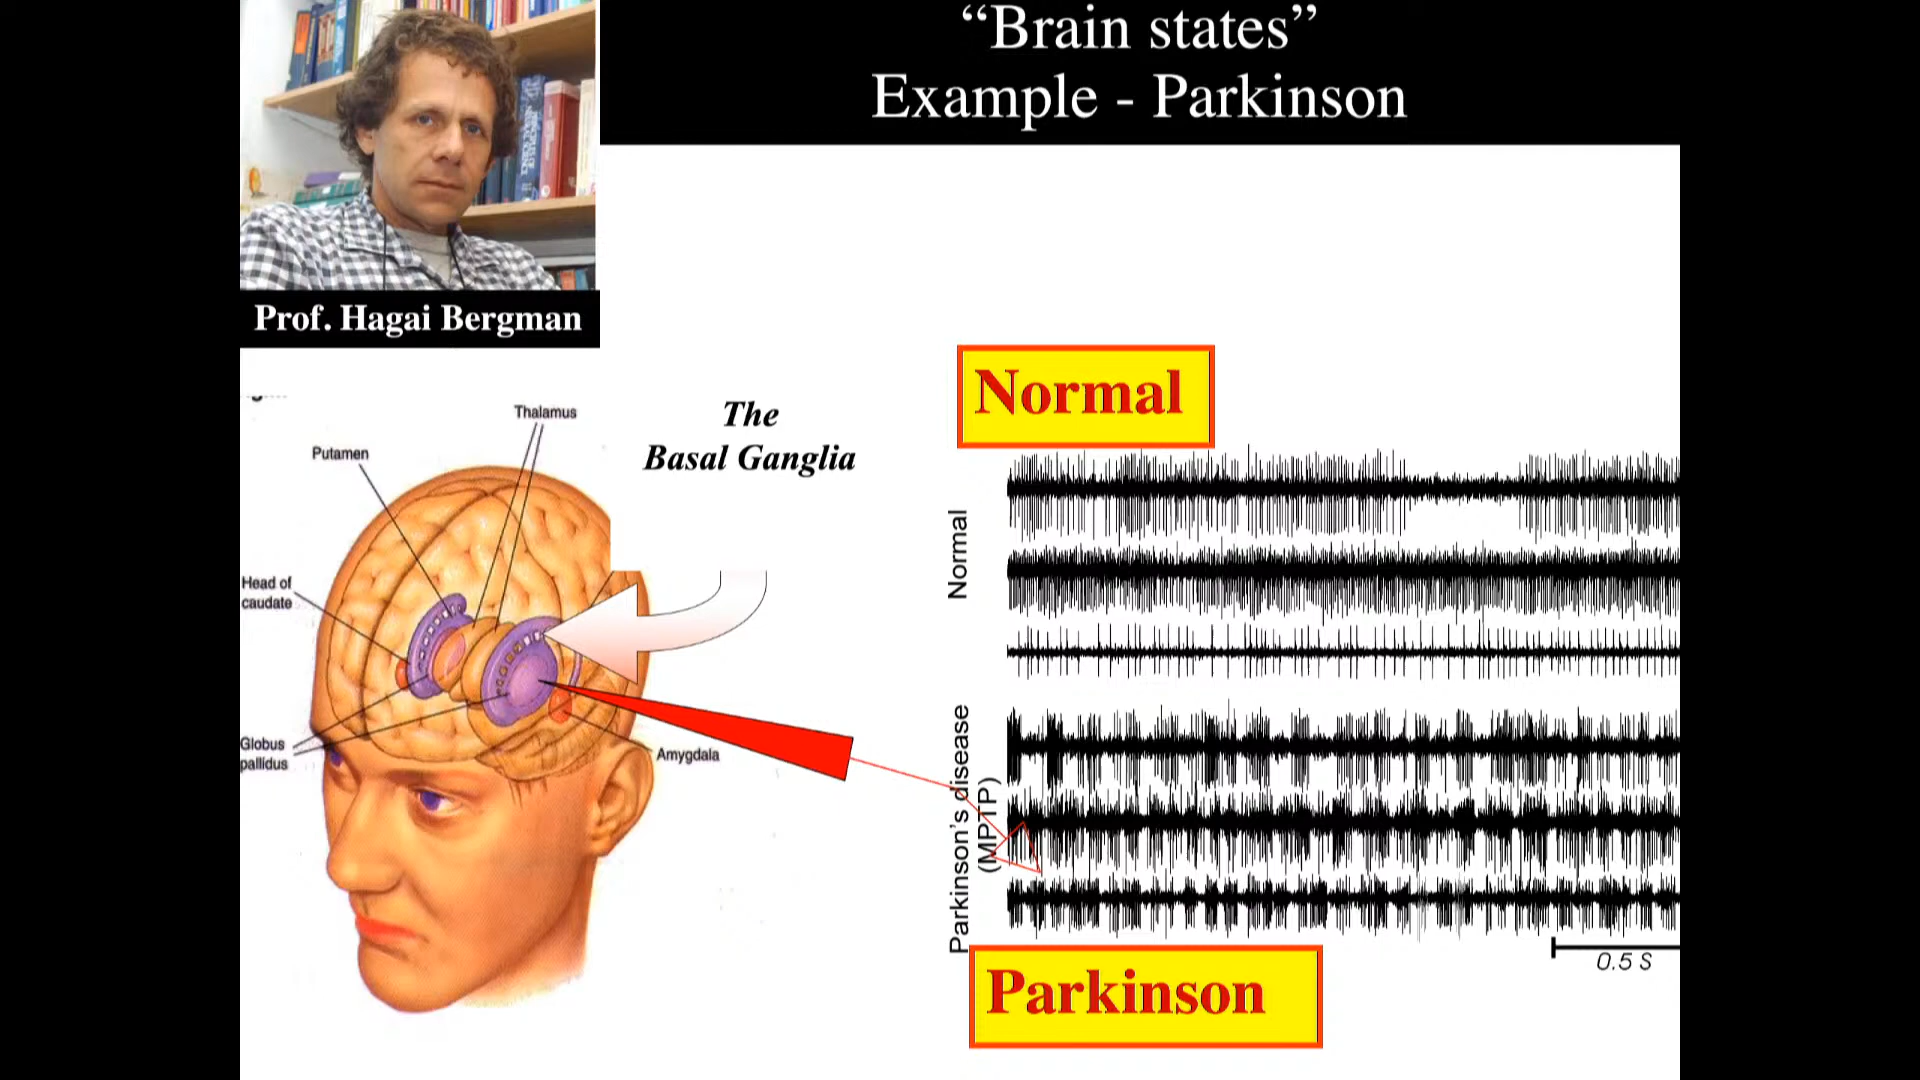 “Brain states”
Example - Parkinson
Prof. Hagai Bergman
The
Basal Ganglia
Thalamus
Putamen
Head of
caudate
Globus
pallidus
Amygdala
Normal
Normal
Parkinson's disease
(MPTP)
0.5 S
Parkinson